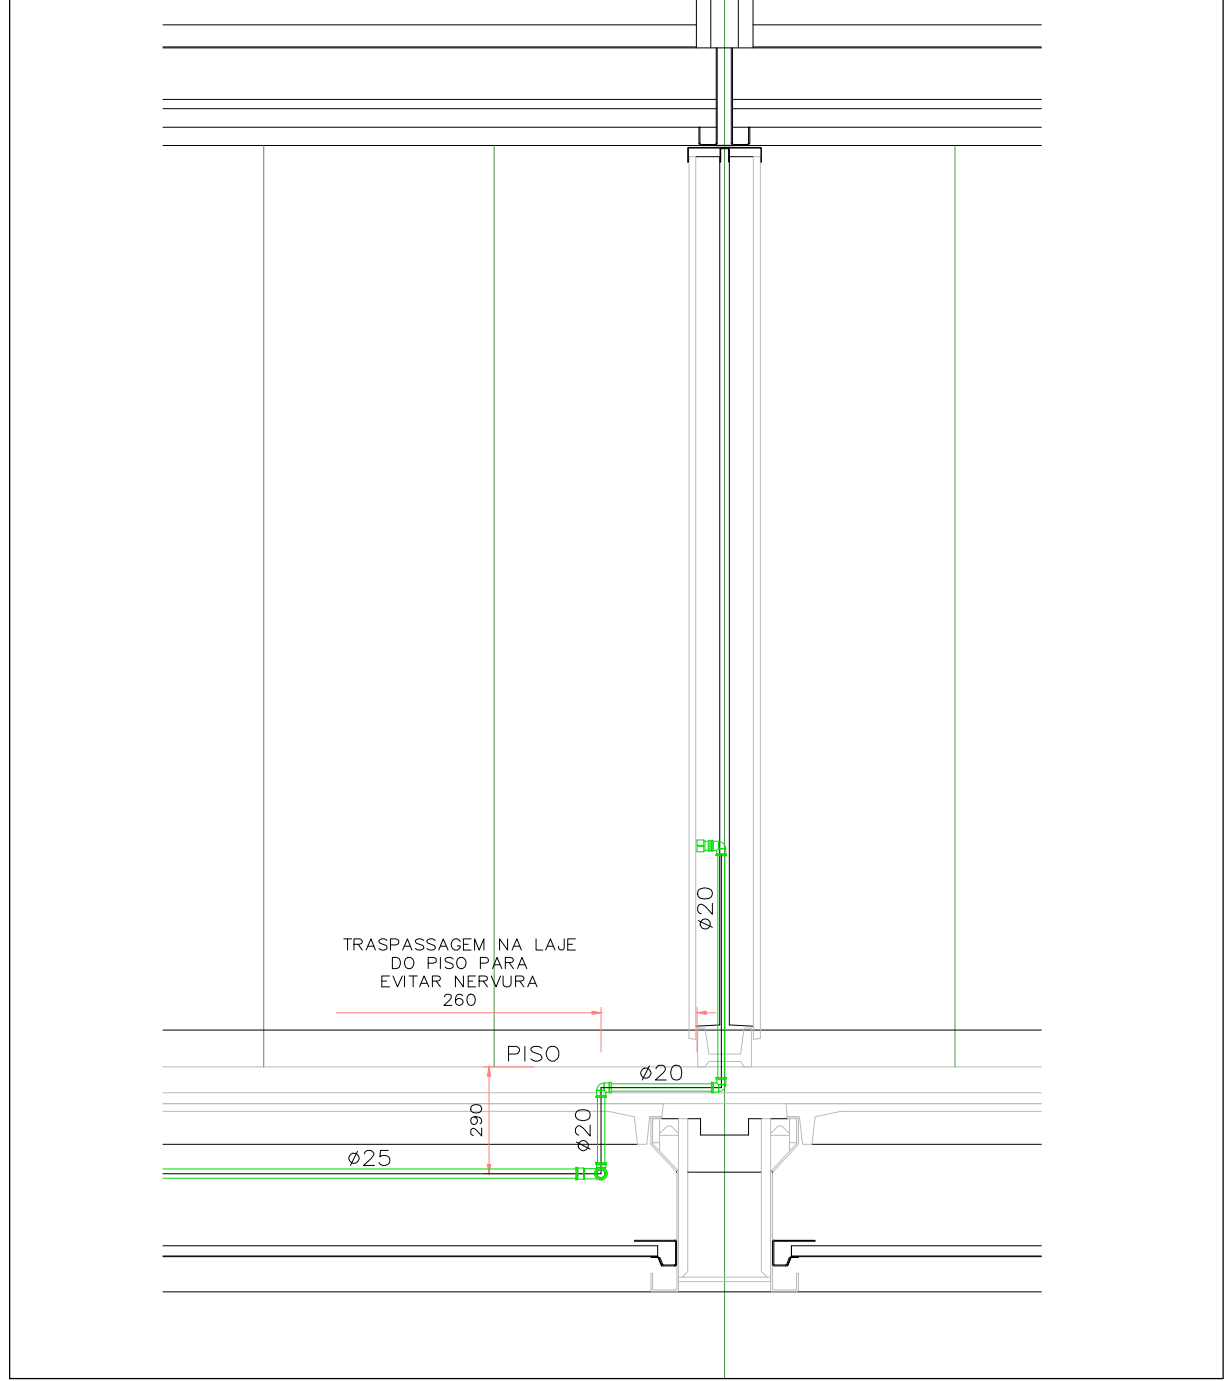 ø20
TRASPASSAGEM NA LAJE
DO PISO PARA
EVITAR NERVURA
260
PISO
ø20
290
ø20
ø25